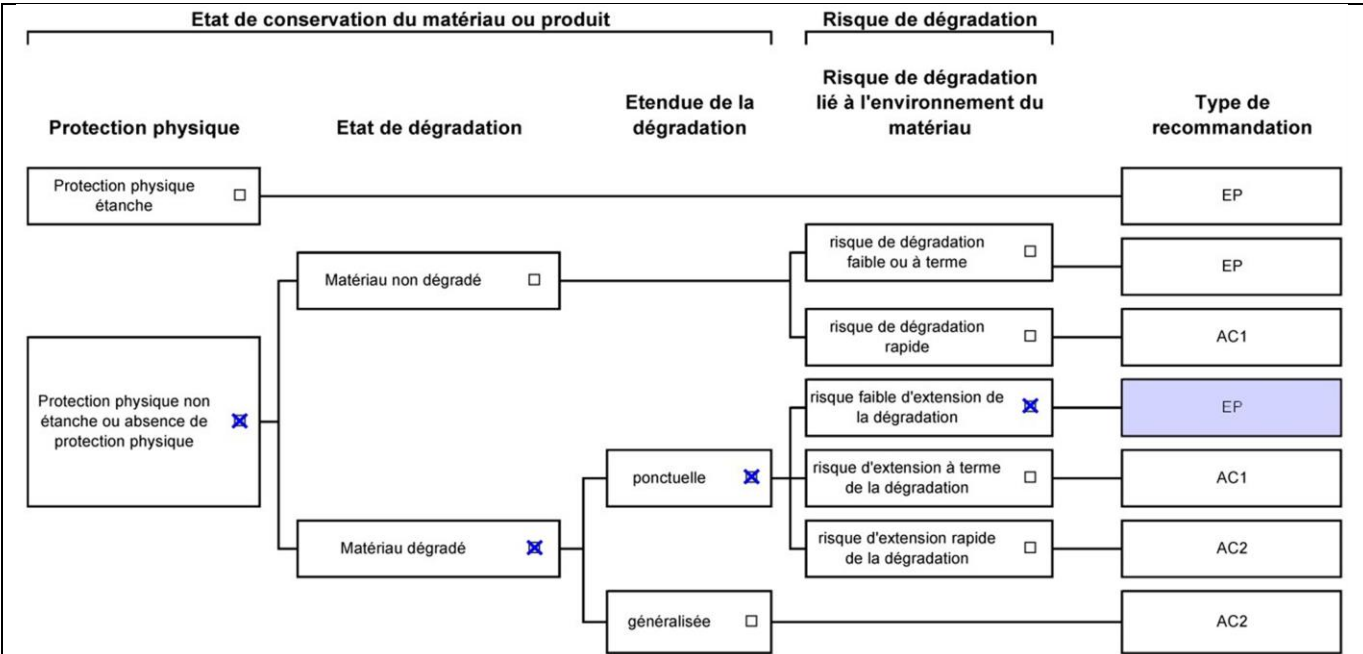 Etat de conservation du matériau ou produit
Risque de dégradation
Protection physique
Etat de dégradation
Etendue de la
dégradation
Risque de dégradation
lié à l'environnement du
matériau
Type de
recommandation
Protection physique
étanche
EP
Matériau non dégradé
risque de dégradation
faible ou à terme
EP
risque de dégradation
rapide
AC1
Protection physique non
étanche ou absence de
protection physique
risque faible d'extension de
la dégradation
EP
ponctuelle
risque d'extension à terme
de la dégradation
AC1
Matériau dégradé
risque d'extension rapide
de la dégradation
AC2
généralisée
AC2